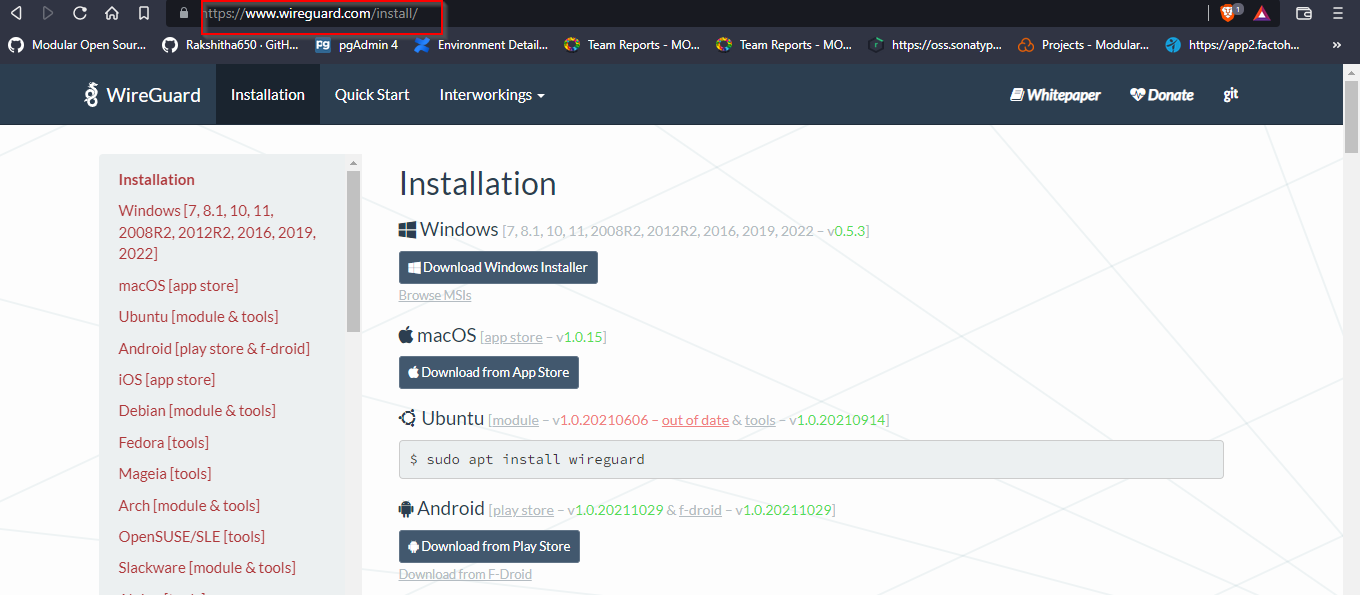 https://www.wireguard.com/install/
1
Modular Open Sour...
Rakshitha650 · GitH...
pgAdmin 4
Environment Detail...
Team Reports - MO...
Team Reports - MO...
https://oss.sonatyp...
Projects - Modular...
https://app2.factoh...
»
WireGuard
Installation
Quick Start
Interworkings
Whitepaper
Donate
git
Installation
Windows [7, 8.1, 10, 11,
2008R2, 2012R2, 2016, 2019,
2022]
macOS [app store]
Ubuntu [module & tools]
Android [play store & f-droid]
iOS [app store]
Debian [module & tools]
Fedora [tools]
Mageia [tools]
Arch [module & tools]
OpenSUSE/SLE [tools]
Slackware [module & tools]
Installation
Windows [7, 8.1, 10, 11, 2008R2, 2012R2, 2016, 2019, 2022 – v0.5.3]
Download Windows Installer
Browse MSIs
macOS [app store – v1.0.15]
Download from App Store
Ubuntu [module – v1.0.20210606 – out of date & tools – v1.0.20210914]
$ sudo apt install wireguard
Android [play store – v1.0.20211029 & f-droid – v1.0.20211029]
Download from Play Store
Download from F-Droid